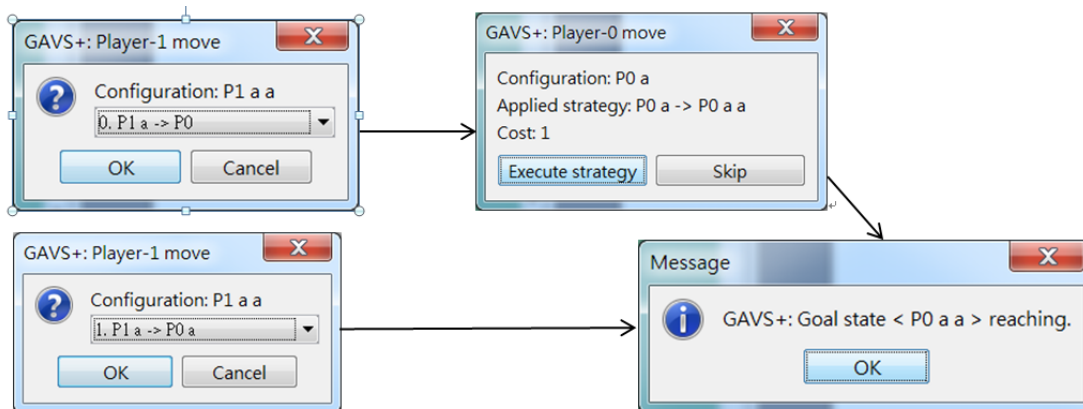 GAVS+: Player-1 move
Configuration: P1 a a
0. P1 a -> P0
OK
Cancel
GAVS+: Player-0 move
Configuration: P0 a
Applied strategy: P0 a -> P0 a a
Cost: 1
Execute strategy
Skip
GAVS+: Player-1 move
Configuration: P1 a a
1. P1 a -> P0 a
OK
Cancel
Message
GAVS+: Goal state < P0 a a > reaching.
OK